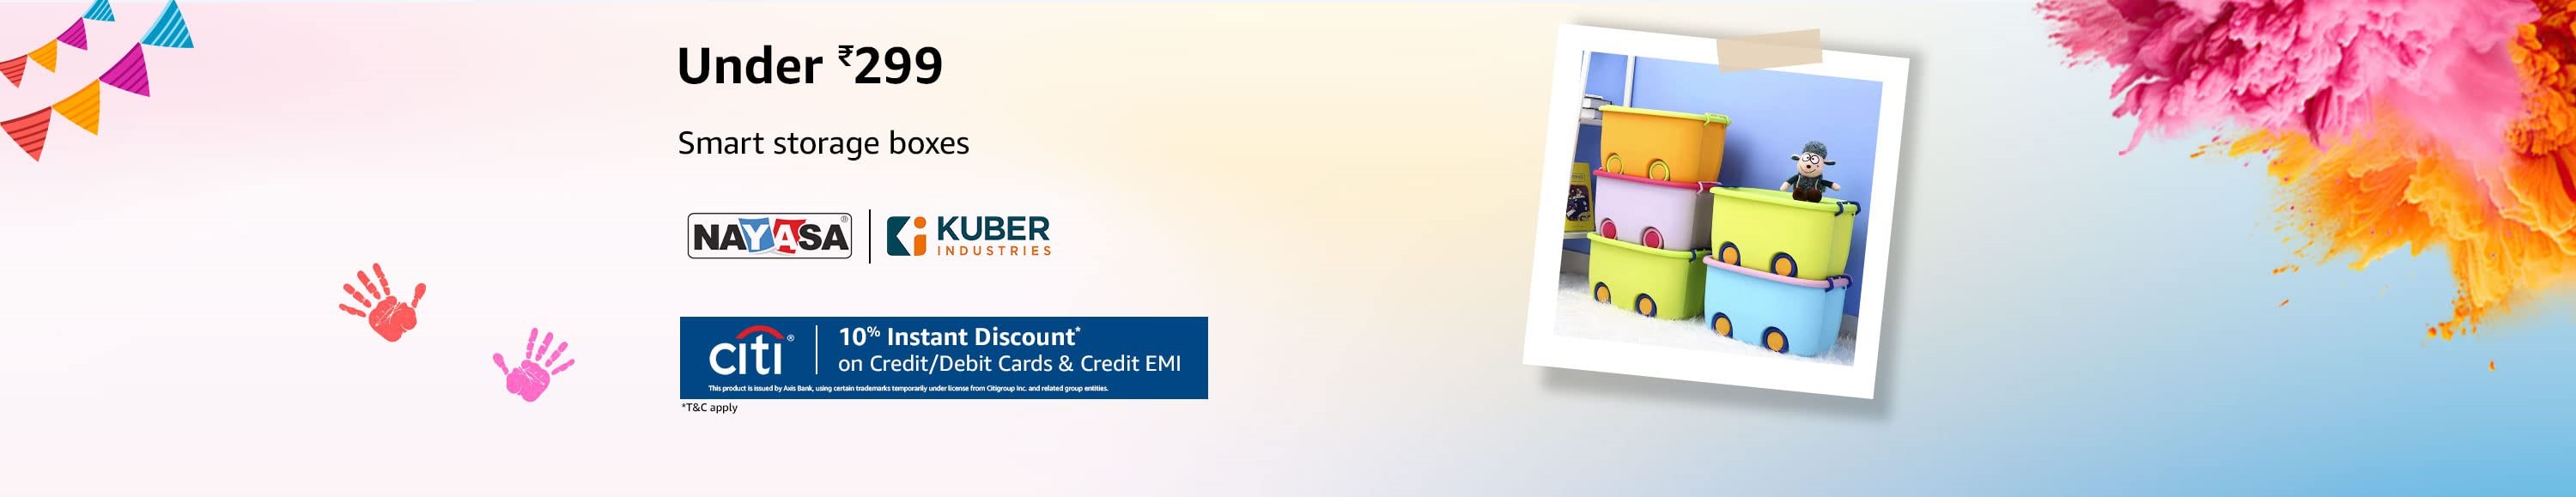 Under ₹299
Smart storage boxes
NAYASA®
KUBER
INDUSTRIES
citi®
10% Instant Discount*
on Credit/Debit Cards & Credit EMI
This product is issued by Axis Bank, using certain trademarks temporarily under license from Citigroup Inc. and related group entities.
*T&C apply